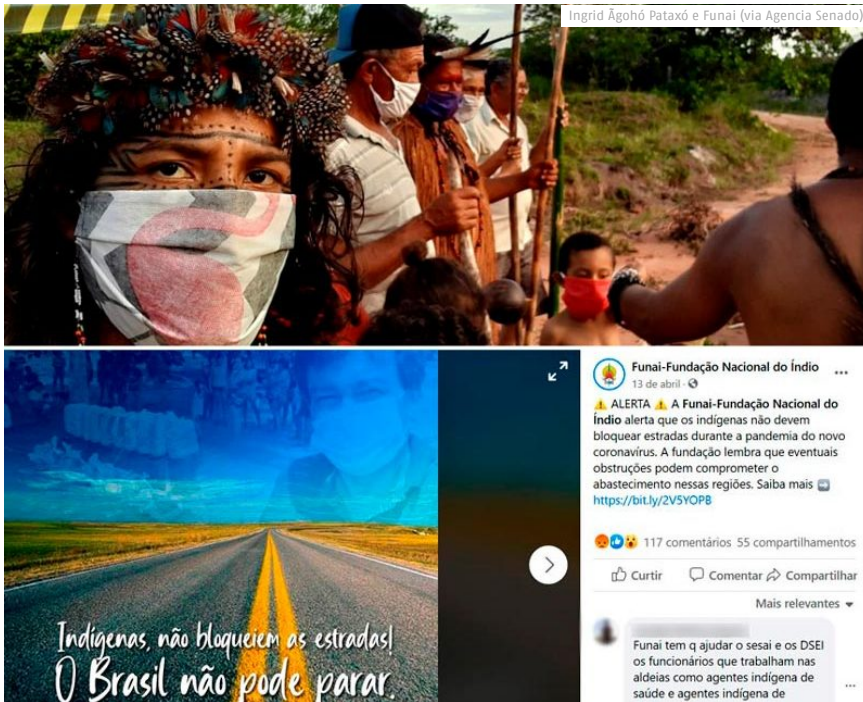 Ingrid Ãgohó Pataxó e Funai (via Agencia Senado)
Indígenas, não bloqueiem as estradas!
O Brasil não pode parar.
Funai-Fundação Nacional do Índio
13 de abril
⚠ ALERTA ⚠ A Funai-Fundação Nacional do
Índio alerta que os indígenas não devem
bloquear estradas durante a pandemia do novo
coronavírus. A fundação lembra que eventuais
obstruções podem comprometer o
abastecimento nessas regiões. Saiba mais ➡
https://bit.ly/2V5YOPB
117 comentários 55 compartilhamentos
Curtir Comentar Compartilhar
Mais relevantes
Funai tem q ajudar o sesai e os DSEI
os funcionários que trabalham nas
aldeias como agentes indígena de
saúde e agentes indígena de